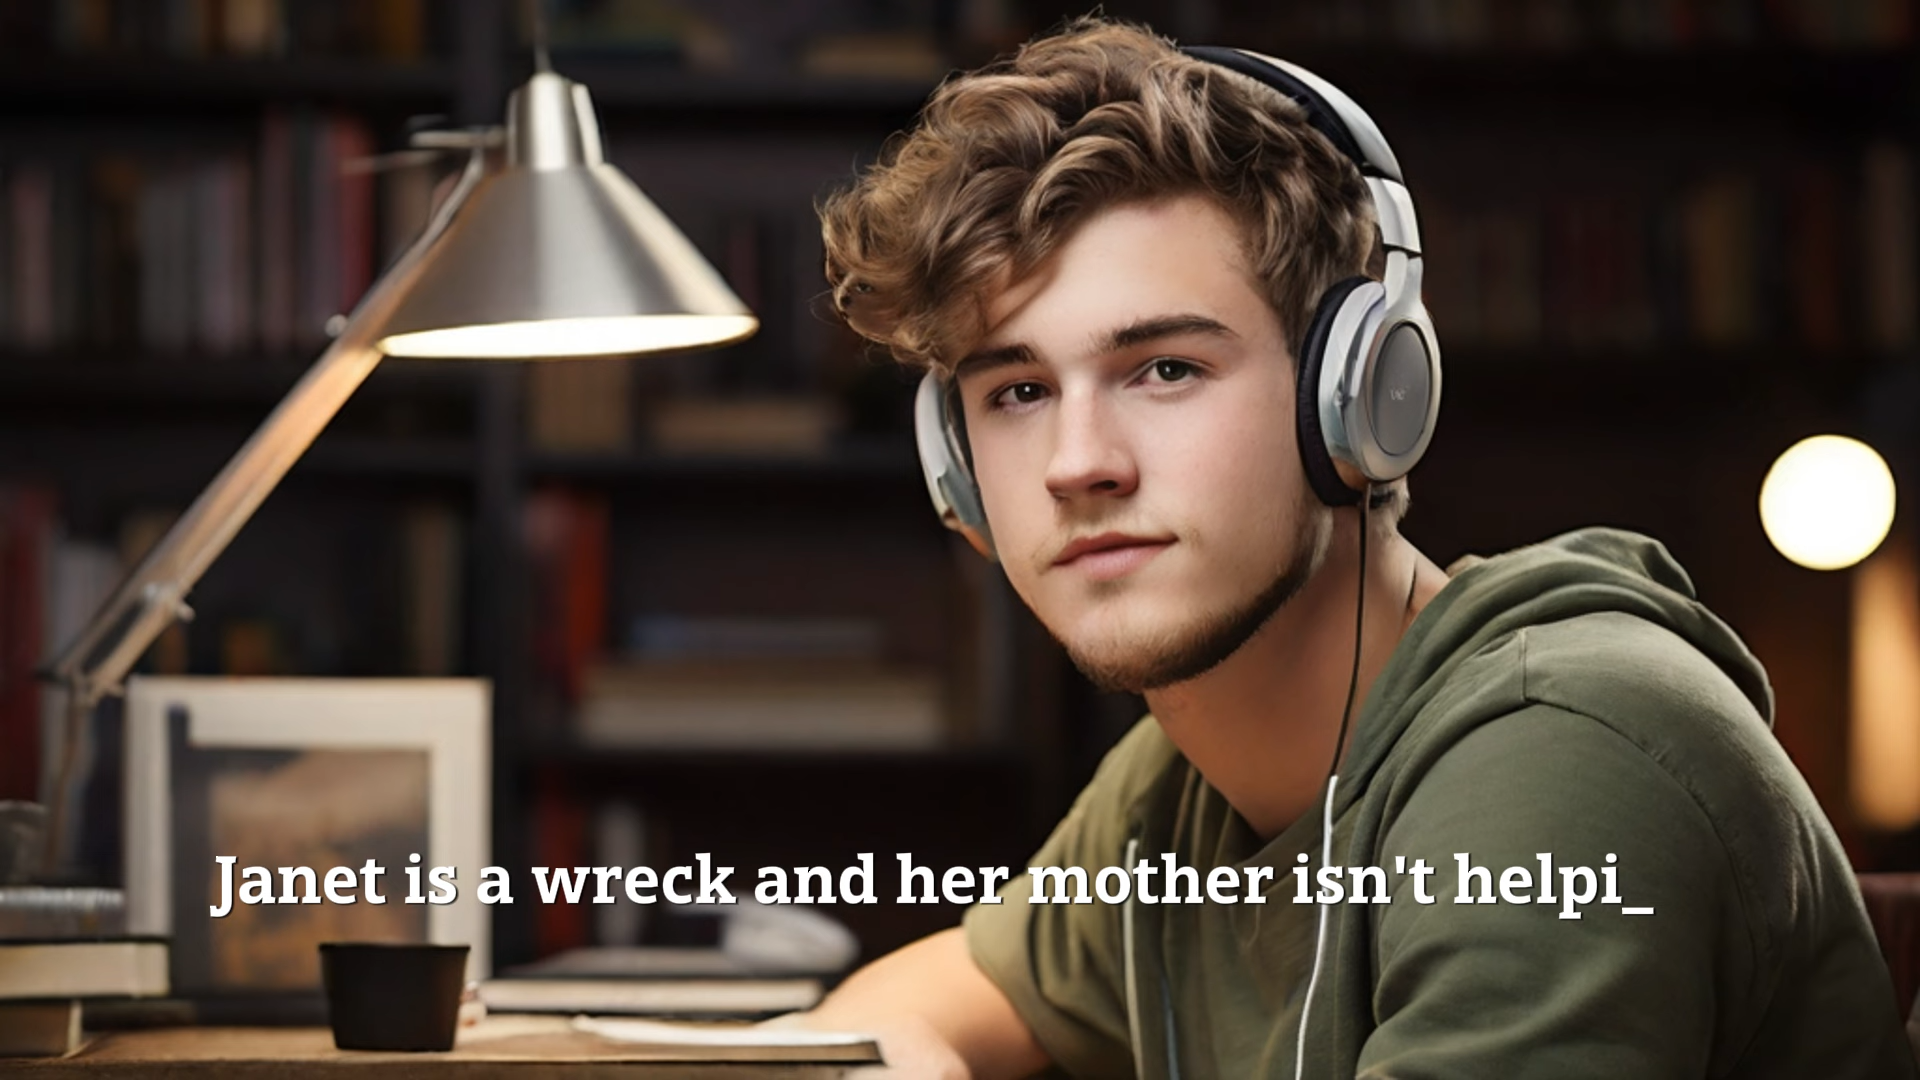 Janet is a wreck and her mother isn't helpi_